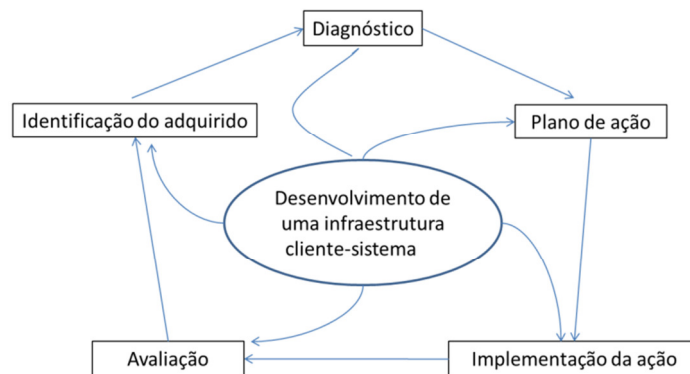 Diagnóstico
Identificação do adquirido
Plano de ação
Desenvolvimento de
uma infraestrutura
cliente-sistema
Avaliação
Implementação da ação